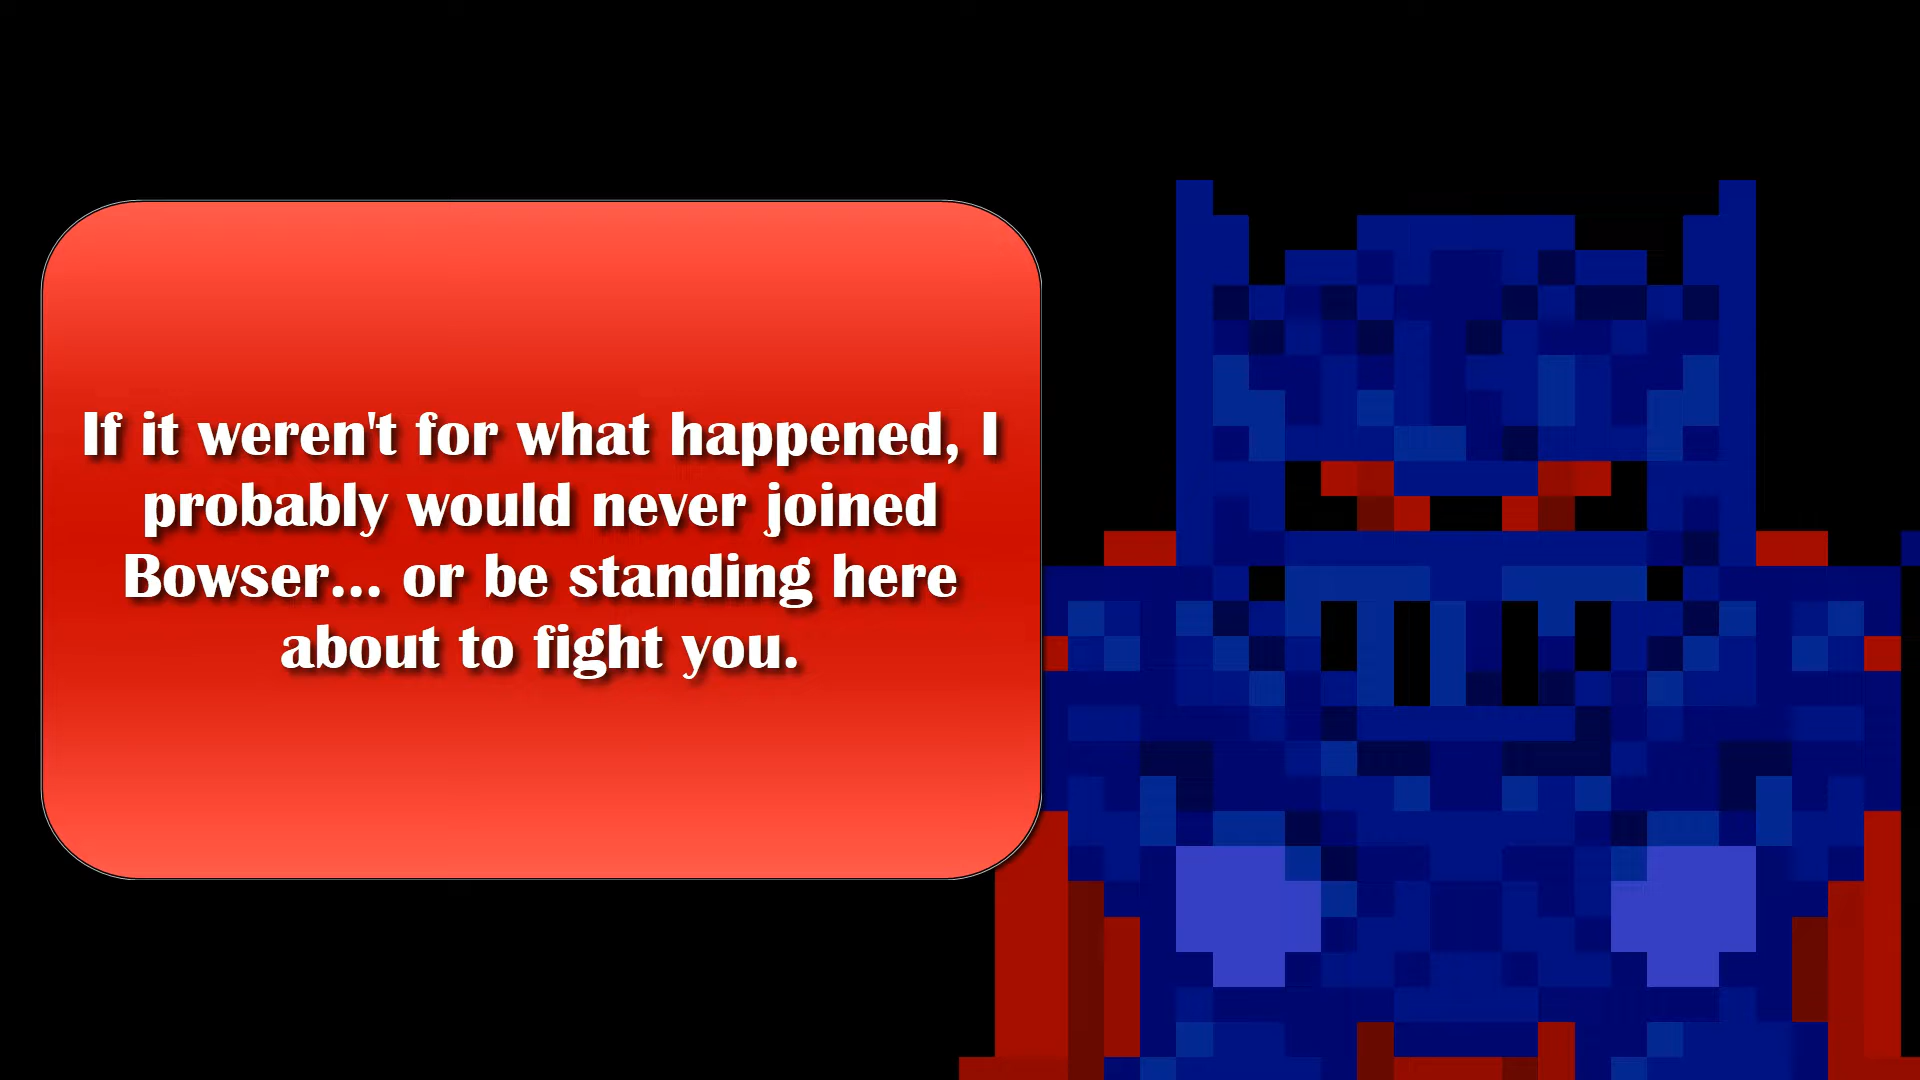 If it weren't for what happened, I
probably would never joined
Bowser... or be standing here
about to fight you.